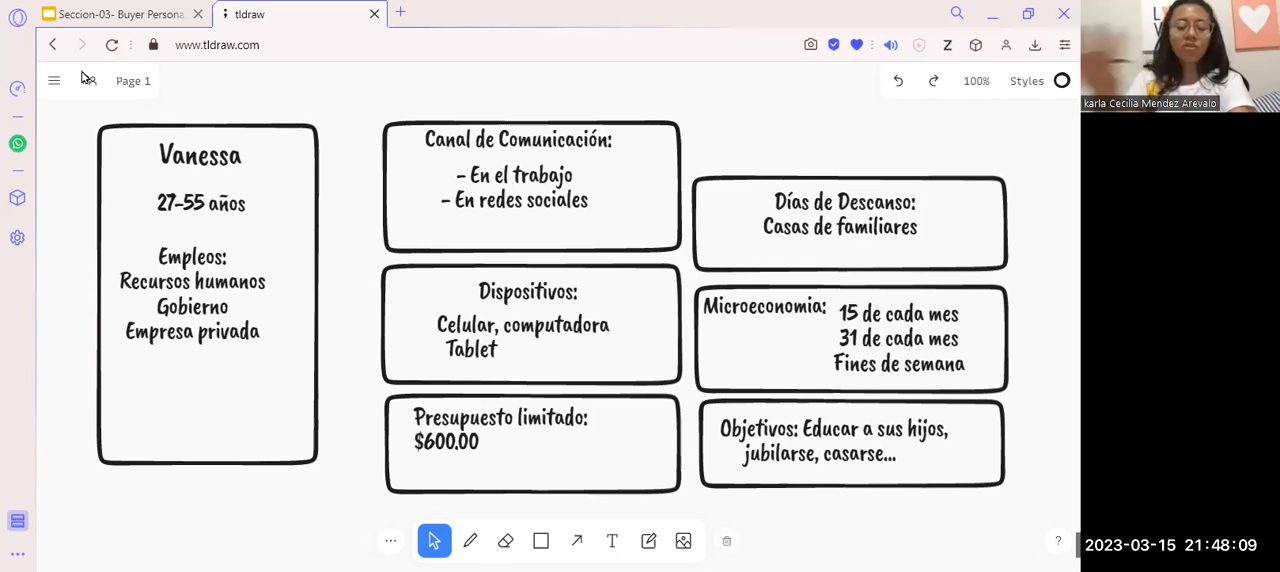 Seccion-03- Buyer Persona
tldraw
www.tldraw.com
Z
Page 1
100%
Styles
karla Cecilia Mendez Arevalo
Vanessa
27-55 años
Empleos:
Recursos humanos
Gobierno
Empresa privada
Canal de Comunicación:
- En el trabajo
- En redes sociales
Dispositivos:
Celular, computadora
Tablet
Presupuesto limitado:
$600.00
Días de Descanso:
Casas de familiares
Microeconomia:
15 de cada mes
31 de cada mes
Fines de semana
Objetivos: Educar a sus hijos,
jubilarse, casarse...
T
?
2023-03-15 21:48:09